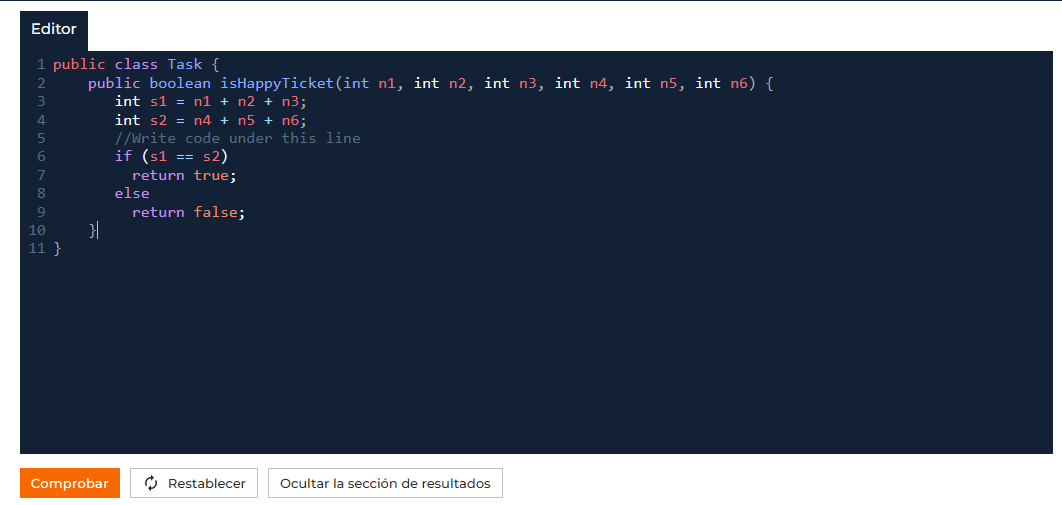 Editor
1 public class Task {
2 public boolean isHappyTicket(int n1, int n2, int n3, int n4, int n5, int n6) {
3 int s1 = n1 + n2 + n3;
4 int s2 = n4 + n5 + n6;
5 //Write code under this line
6 if (s1 == s2)
7 return true;
8 else
9 return false;
10 }
11 }
Comprobar Restablecer Ocultar la sección de resultados